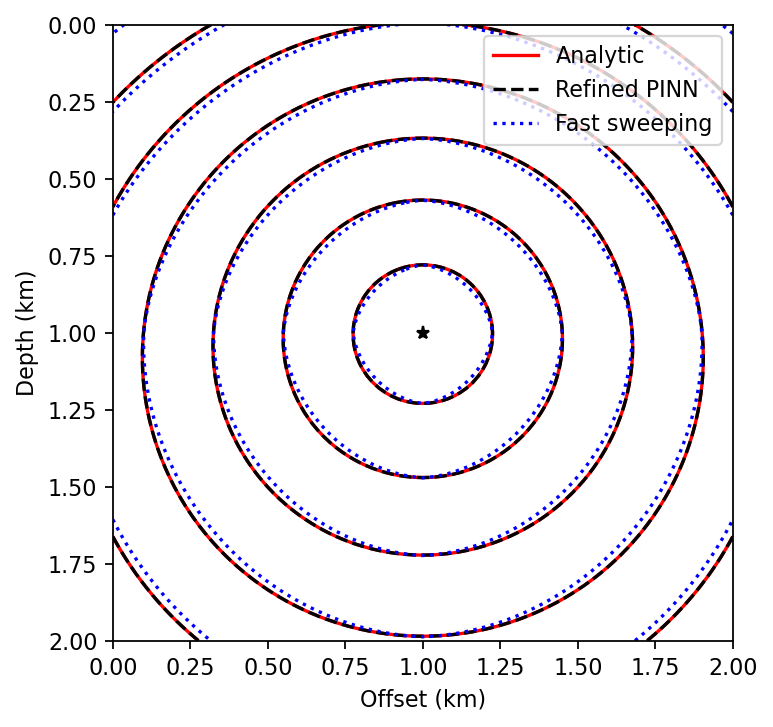 Analytic
Refined PINN
Fast sweeping
0.00
0.25
0.50
0.75
1.00
1.25
1.50
1.75
2.00
Depth (km)
0.00 0.25 0.50 0.75 1.00 1.25 1.50 1.75 2.00
Offset (km)